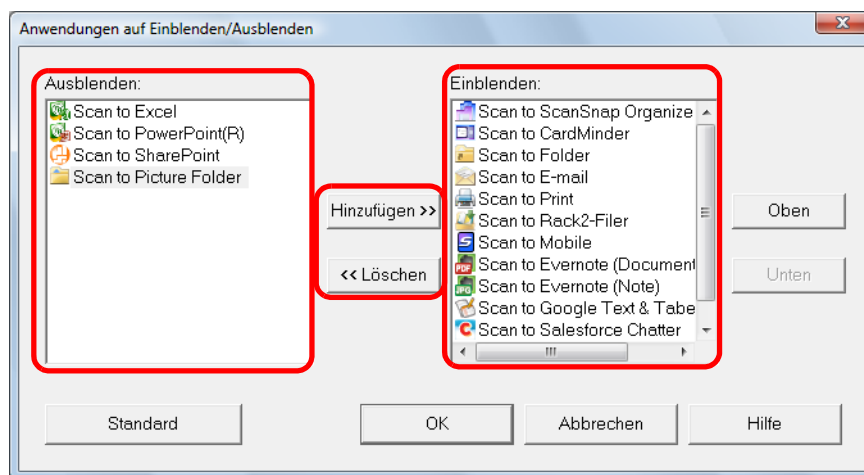 Anwendungen auf Einblenden/Ausblenden
Ausblenden:
Scan to Excel
Scan to PowerPoint(R)
Scan to SharePoint
Scan to Picture Folder
Hinzufügen >>
<< Löschen
Einblenden:
Scan to ScanSnap Organize
Scan to CardMinder
Scan to Folder
Scan to E-mail
Scan to Print
Scan to Rack2-Filer
Scan to Mobile
Scan to Evernote (Document
Scan to Evernote (Note)
Scan to Google Text & Tabe
Scan to Salesforce Chatter
Oben
Unten
Standard
OK
Abbrechen
Hilfe